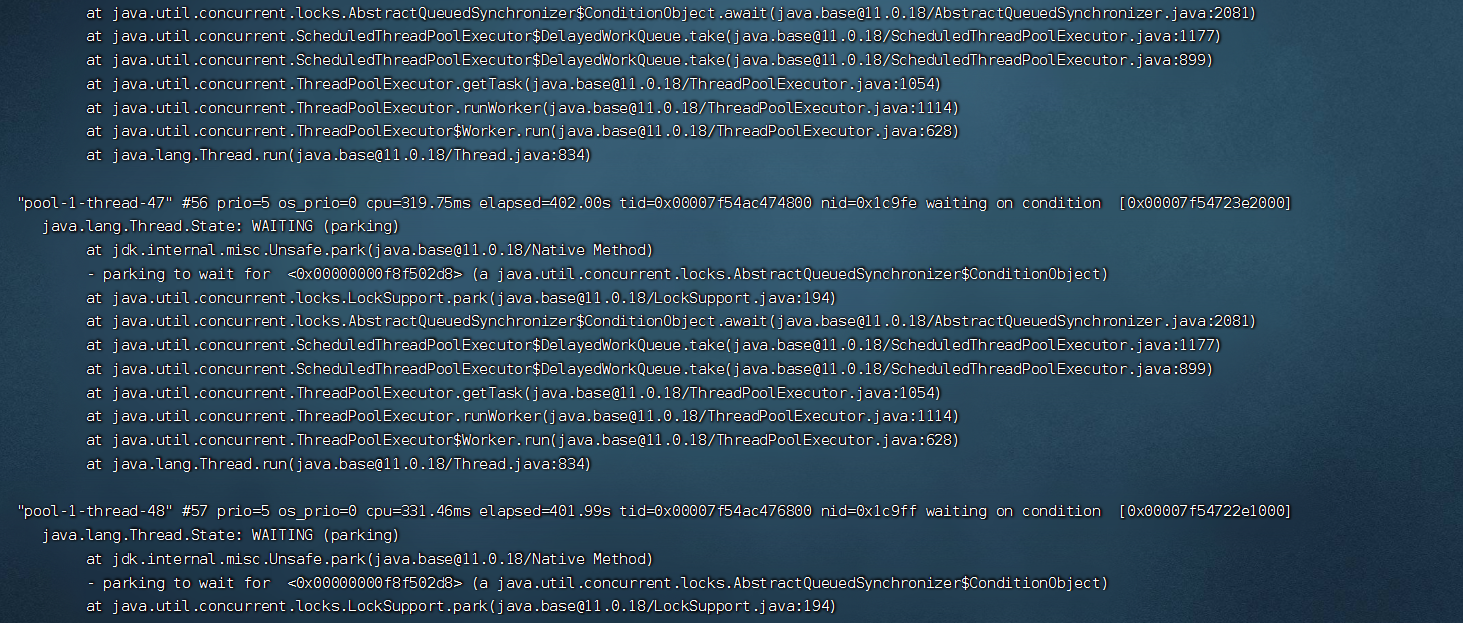 at java.util.concurrent.locks.AbstractQueuedSynchronizer$ConditionObject.await(java.base@11.0.18/AbstractQueuedSynchronizer.java:2081)
at java.util.concurrent.ScheduledThreadPoolExecutor$DelayedWorkQueue.take(java.base@11.0.18/ScheduledThreadPoolExecutor.java:1177)
at java.util.concurrent.ScheduledThreadPoolExecutor$DelayedWorkQueue.take(java.base@11.0.18/ScheduledThreadPoolExecutor.java:899)
at java.util.concurrent.ThreadPoolExecutor.getTask(java.base@11.0.18/ThreadPoolExecutor.java:1054)
at java.util.concurrent.ThreadPoolExecutor.runWorker(java.base@11.0.18/ThreadPoolExecutor.java:1114)
at java.util.concurrent.ThreadPoolExecutor$Worker.run(java.base@11.0.18/ThreadPoolExecutor.java:628)
at java.lang.Thread.run(java.base@11.0.18/Thread.java:834)
"pool-1-thread-47" #56 prio=5 os_prio=0 cpu=319.75ms elapsed=402.00s tid=0x00007f54ac474800 nid=0x1c9fe waiting on condition  [0x00007f54723e2000]
java.lang.Thread.State: WAITING (parking)
at jdk.internal.misc.Unsafe.park(java.base@11.0.18/Native Method)
- parking to wait for  <0x00000000f8f502d8> (a java.util.concurrent.locks.AbstractQueuedSynchronizer$ConditionObject)
at java.util.concurrent.locks.LockSupport.park(java.base@11.0.18/LockSupport.java:194)
at java.util.concurrent.locks.AbstractQueuedSynchronizer$ConditionObject.await(java.base@11.0.18/AbstractQueuedSynchronizer.java:2081)
at java.util.concurrent.ScheduledThreadPoolExecutor$DelayedWorkQueue.take(java.base@11.0.18/ScheduledThreadPoolExecutor.java:1177)
at java.util.concurrent.ScheduledThreadPoolExecutor$DelayedWorkQueue.take(java.base@11.0.18/ScheduledThreadPoolExecutor.java:899)
at java.util.concurrent.ThreadPoolExecutor.getTask(java.base@11.0.18/ThreadPoolExecutor.java:1054)
at java.util.concurrent.ThreadPoolExecutor.runWorker(java.base@11.0.18/ThreadPoolExecutor.java:1114)
at java.util.concurrent.ThreadPoolExecutor$Worker.run(java.base@11.0.18/ThreadPoolExecutor.java:628)
at java.lang.Thread.run(java.base@11.0.18/Thread.java:834)
"pool-1-thread-48" #57 prio=5 os_prio=0 cpu=331.46ms elapsed=401.99s tid=0x00007f54ac476800 nid=0x1c9ff waiting on condition  [0x00007f54722e1000]
java.lang.Thread.State: WAITING (parking)
at jdk.internal.misc.Unsafe.park(java.base@11.0.18/Native Method)
- parking to wait for  <0x00000000f8f502d8> (a java.util.concurrent.locks.AbstractQueuedSynchronizer$ConditionObject)
at java.util.concurrent.locks.LockSupport.park(java.base@11.0.18/LockSupport.java:194)